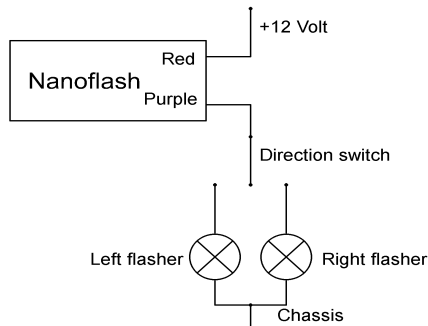 +12 Volt
Red
Nanoflash
Purple
Direction switch
Left flasher
Right flasher
Chassis